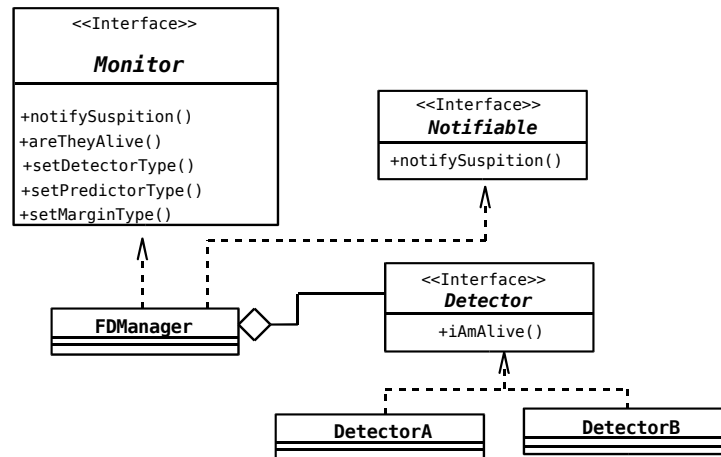 <<Interface>>
Monitor
+notifySuspition()
+areTheyAlive()
+setDetectorType()
+setPredictorType()
+setMarginType()
<<Interface>>
Notifiable
+notifySuspition()
FDManager
<<Interface>>
Detector
+iAmAlive()
DetectorA
DetectorB